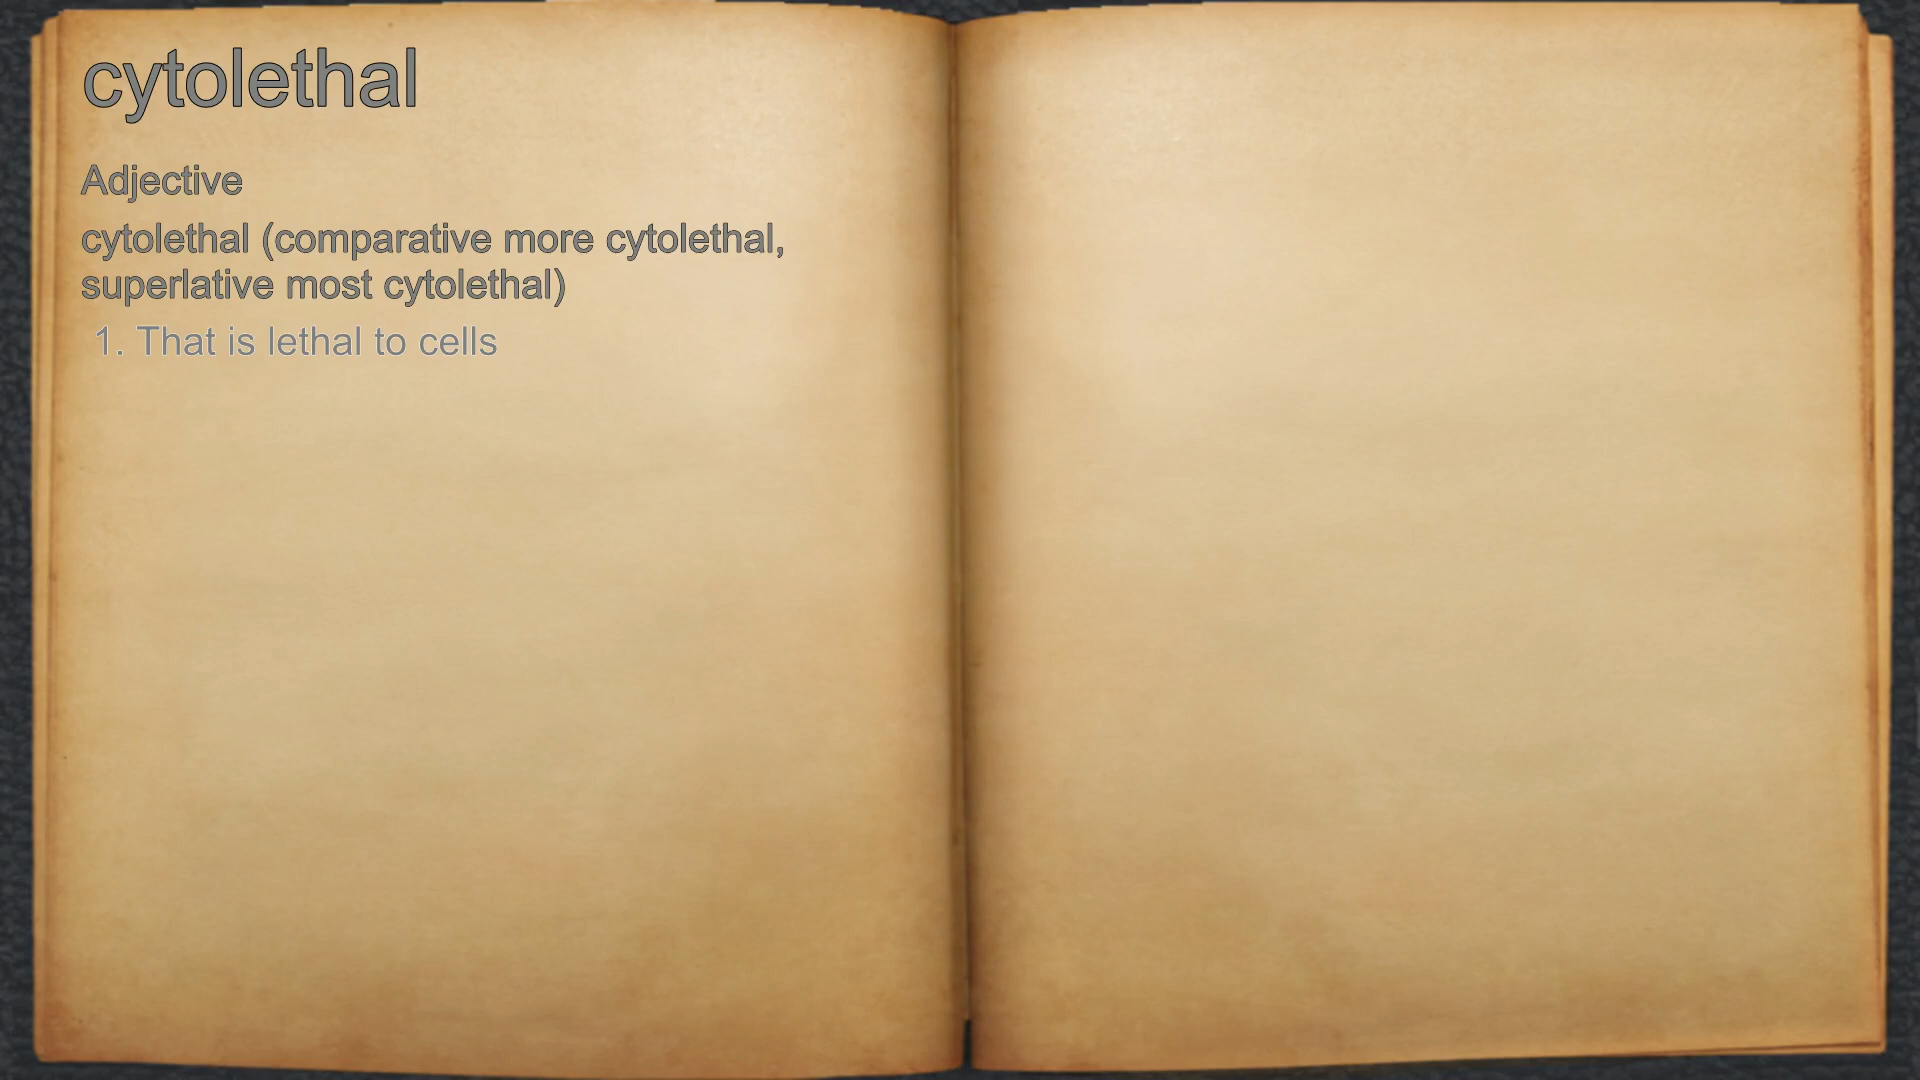 cytolethal
Adjective
cytolethal (comparative more cytolethal,
superlative most cytolethal)
1. That is lethal to cells